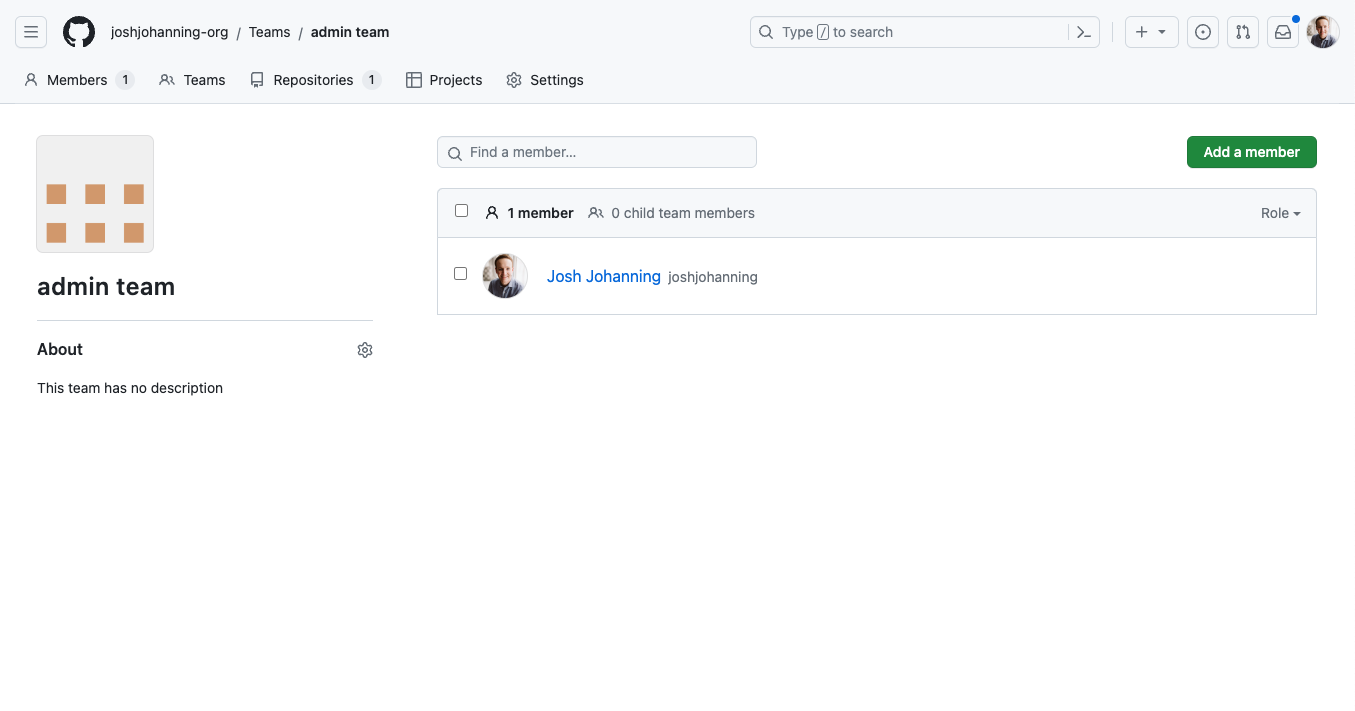 joshjohanning-org / Teams / admin team
Type / to search
Members 1 Teams Repositories 1 Projects Settings
admin team
About
This team has no description
Find a member…
Add a member
1 member 0 child team members Role
Josh Johanning joshjohanning